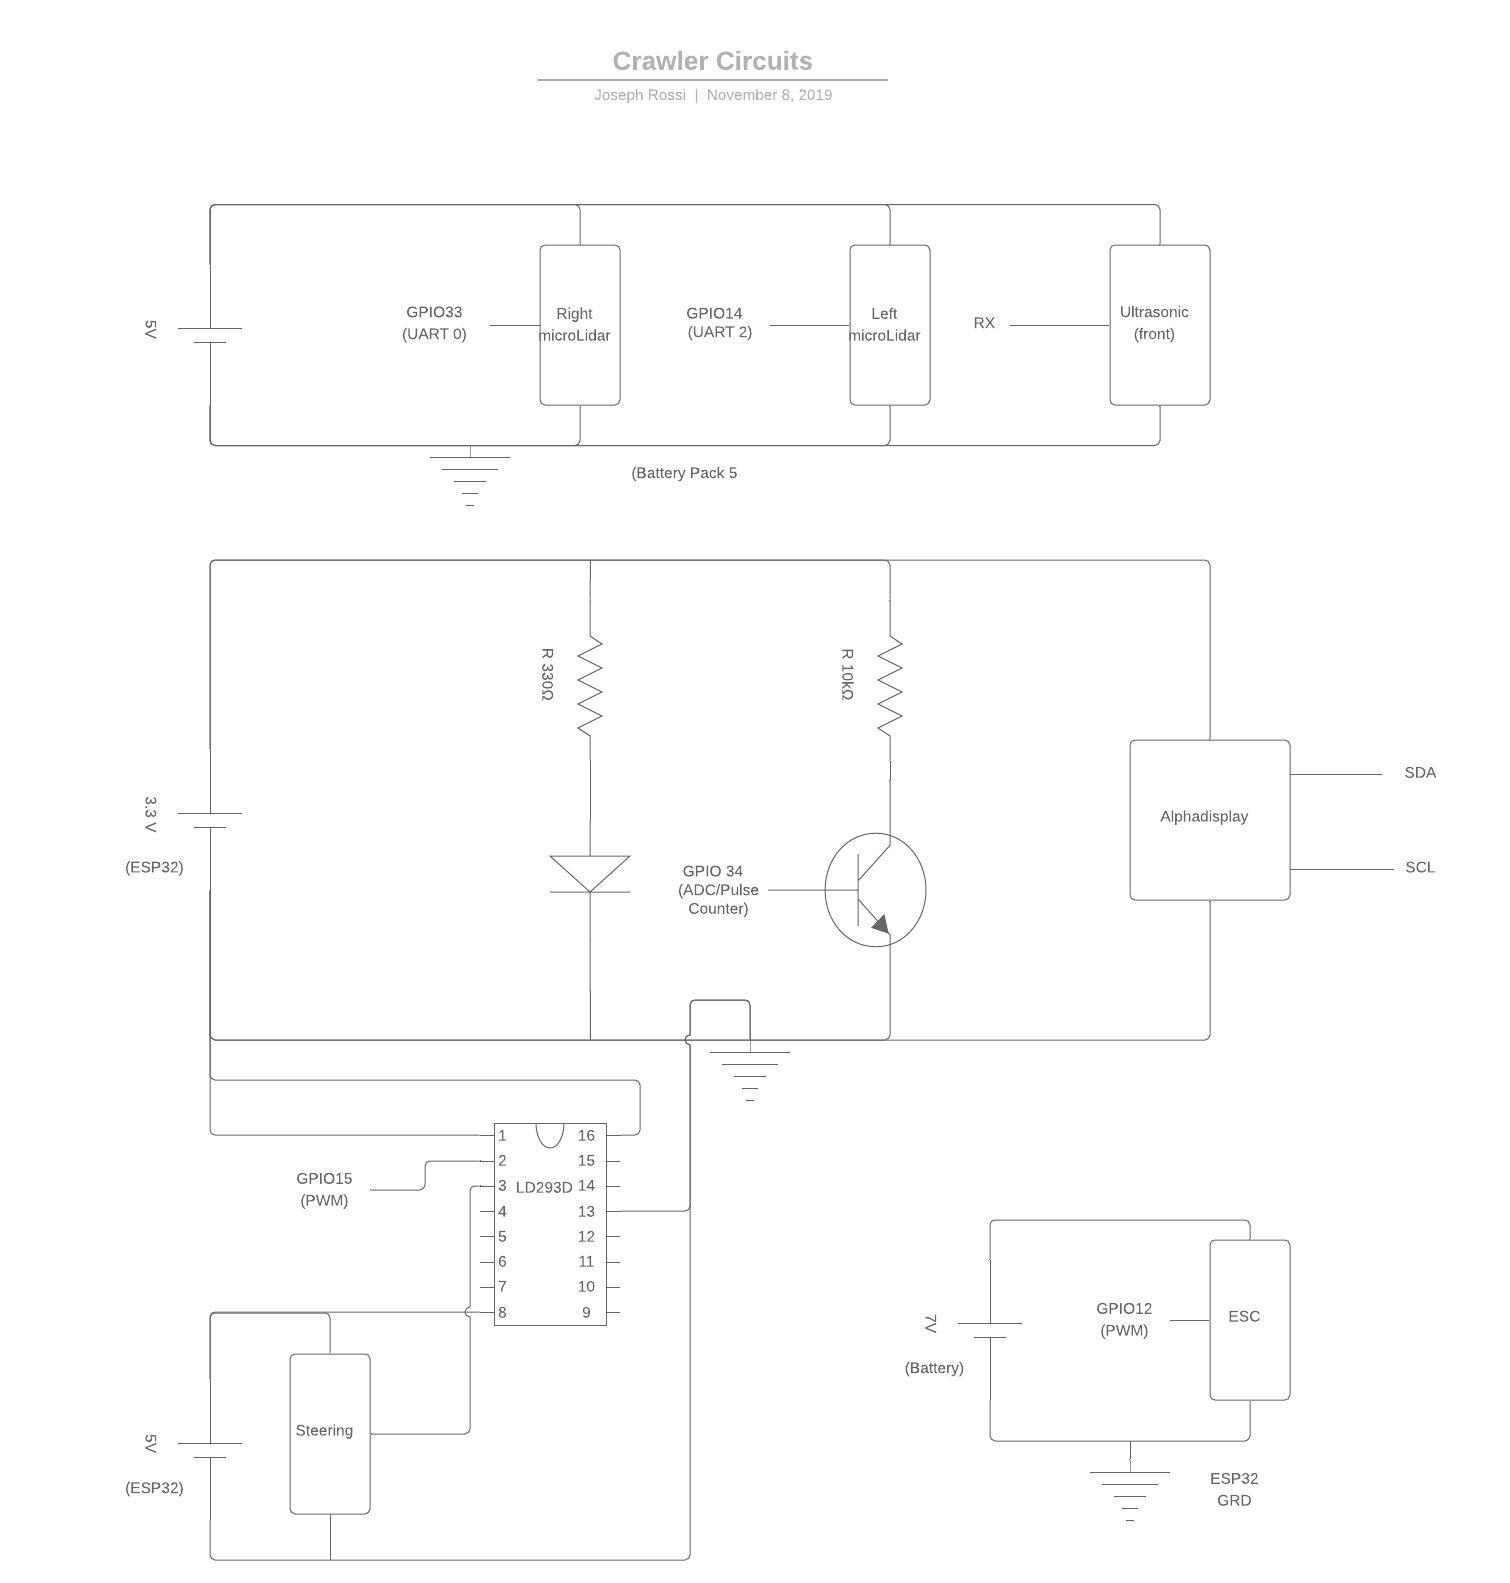 Crawler Circuits
Joseph Rossi | November 8, 2019
5V
GPIO33
(UART 0)
Right
microLidar
GPIO14
(UART 2)
Left
microLidar
RX
Ultrasonic
(front)
(Battery Pack 5
R 330Ω
R 10kΩ
3.3 V
(ESP32)
GPIO 34
(ADC/Pulse
Counter)
Alphadisplay
SDA
SCL
1 16
2 15
3 LD293D 14
4 13
5 12
6 11
7 10
8 9
GPIO15
(PWM)
5V
(ESP32)
Steering
7V
(Battery)
GPIO12
(PWM)
ESC
ESP32
GRD